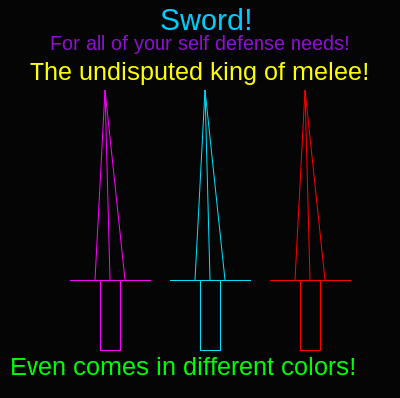 Sword!
For all of your self defense needs!
The undisputed king of melee!
Even comes in different colors!